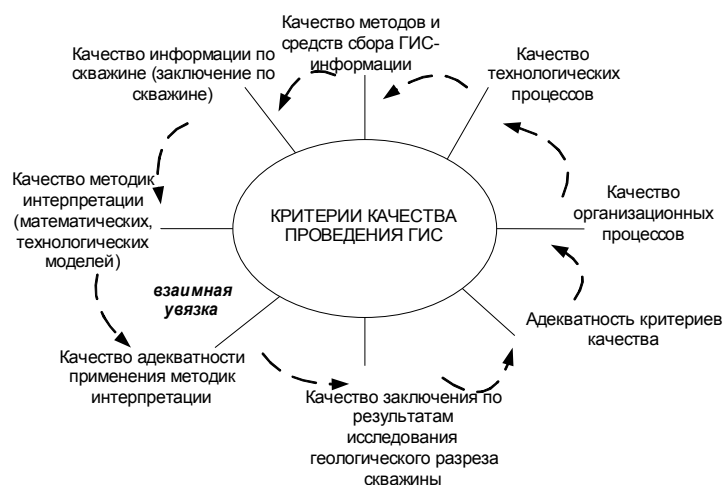 Качество методов и
средств сбора ГИС-
информации
Качество информации по
скважине (заключение по
скважине)
Качество
технологических
процессов
Качество методик
интерпретации
(математических,
технологических
моделей)
КРИТЕРИИ КАЧЕСТВА
ПРОВЕДЕНИЯ ГИС
Качество
организационных
процессов
взаимная
увязка
Адекватность критериев
качества
Качество адекватности
применения методик
интерпретации
Качество заключения по
результатам
исследования
геологического разреза
скважины